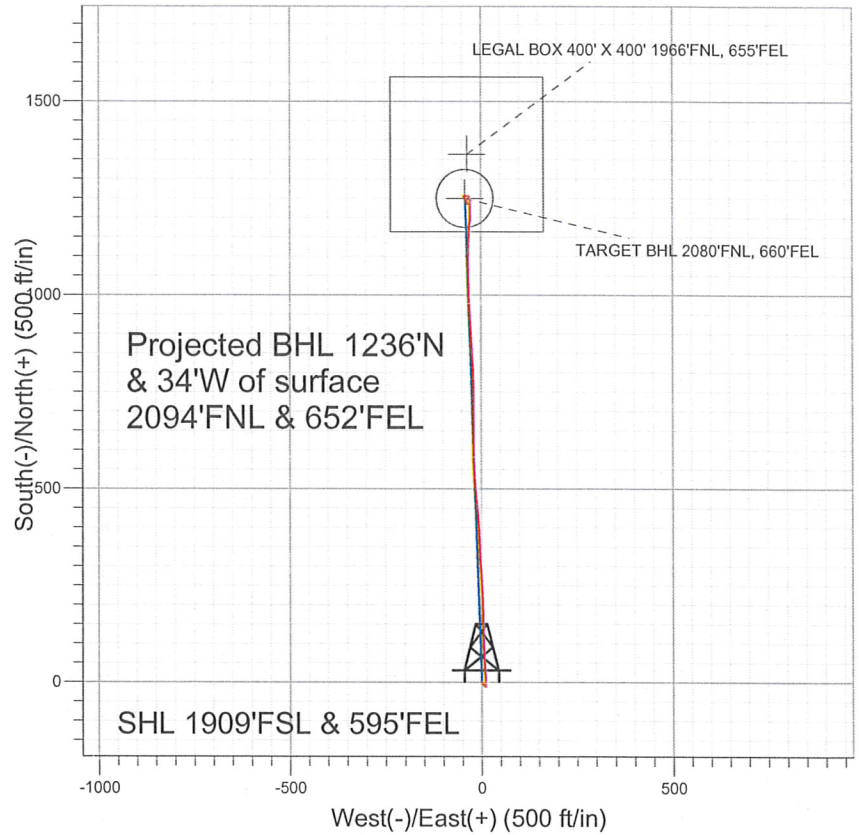 LEGAL BOX 400' X 400' 1966'FNL, 655'FEL
1500
TARGET BHL 2080'FNL, 660'FEL
1000
Projected BHL 1236'N
& 34'W of surface
2094'FNL & 652'FEL
South(-)/North(+) (500 ft/in)
500
0
SHL 1909'FSL & 595'FEL
-1000 -500 0 500
West(-)/East(+) (500 ft/in)